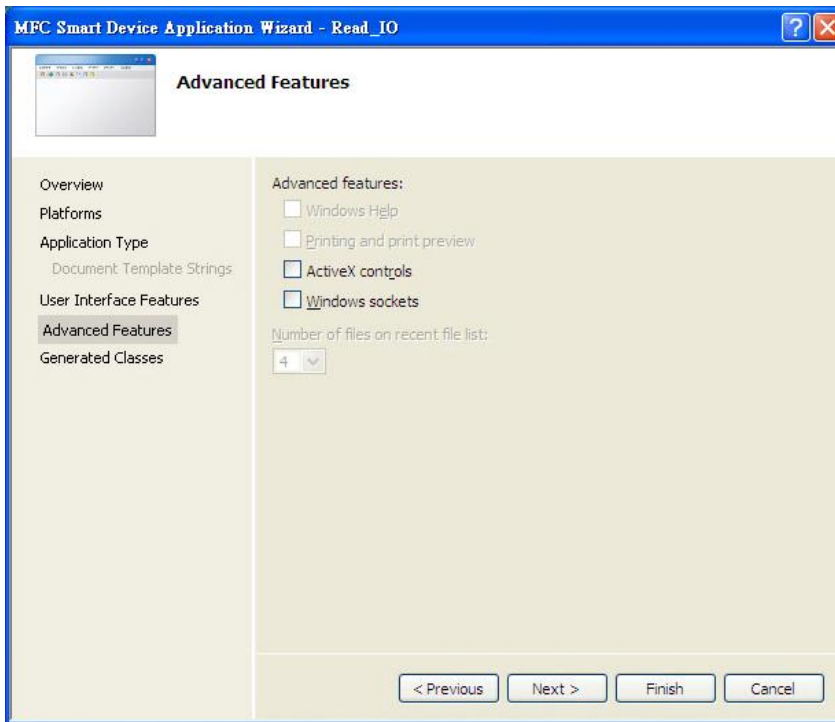 MFC Smart Device Application Wizard - Read_IO
Advanced Features
Overview
Platforms
Application Type
Document Template Strings
User Interface Features
Advanced Features
Generated Classes
Advanced features:
Windows Help
Printing and print preview
ActiveX controls
Windows sockets
Number of files on recent file list:
4
< Previous
Next >
Finish
Cancel